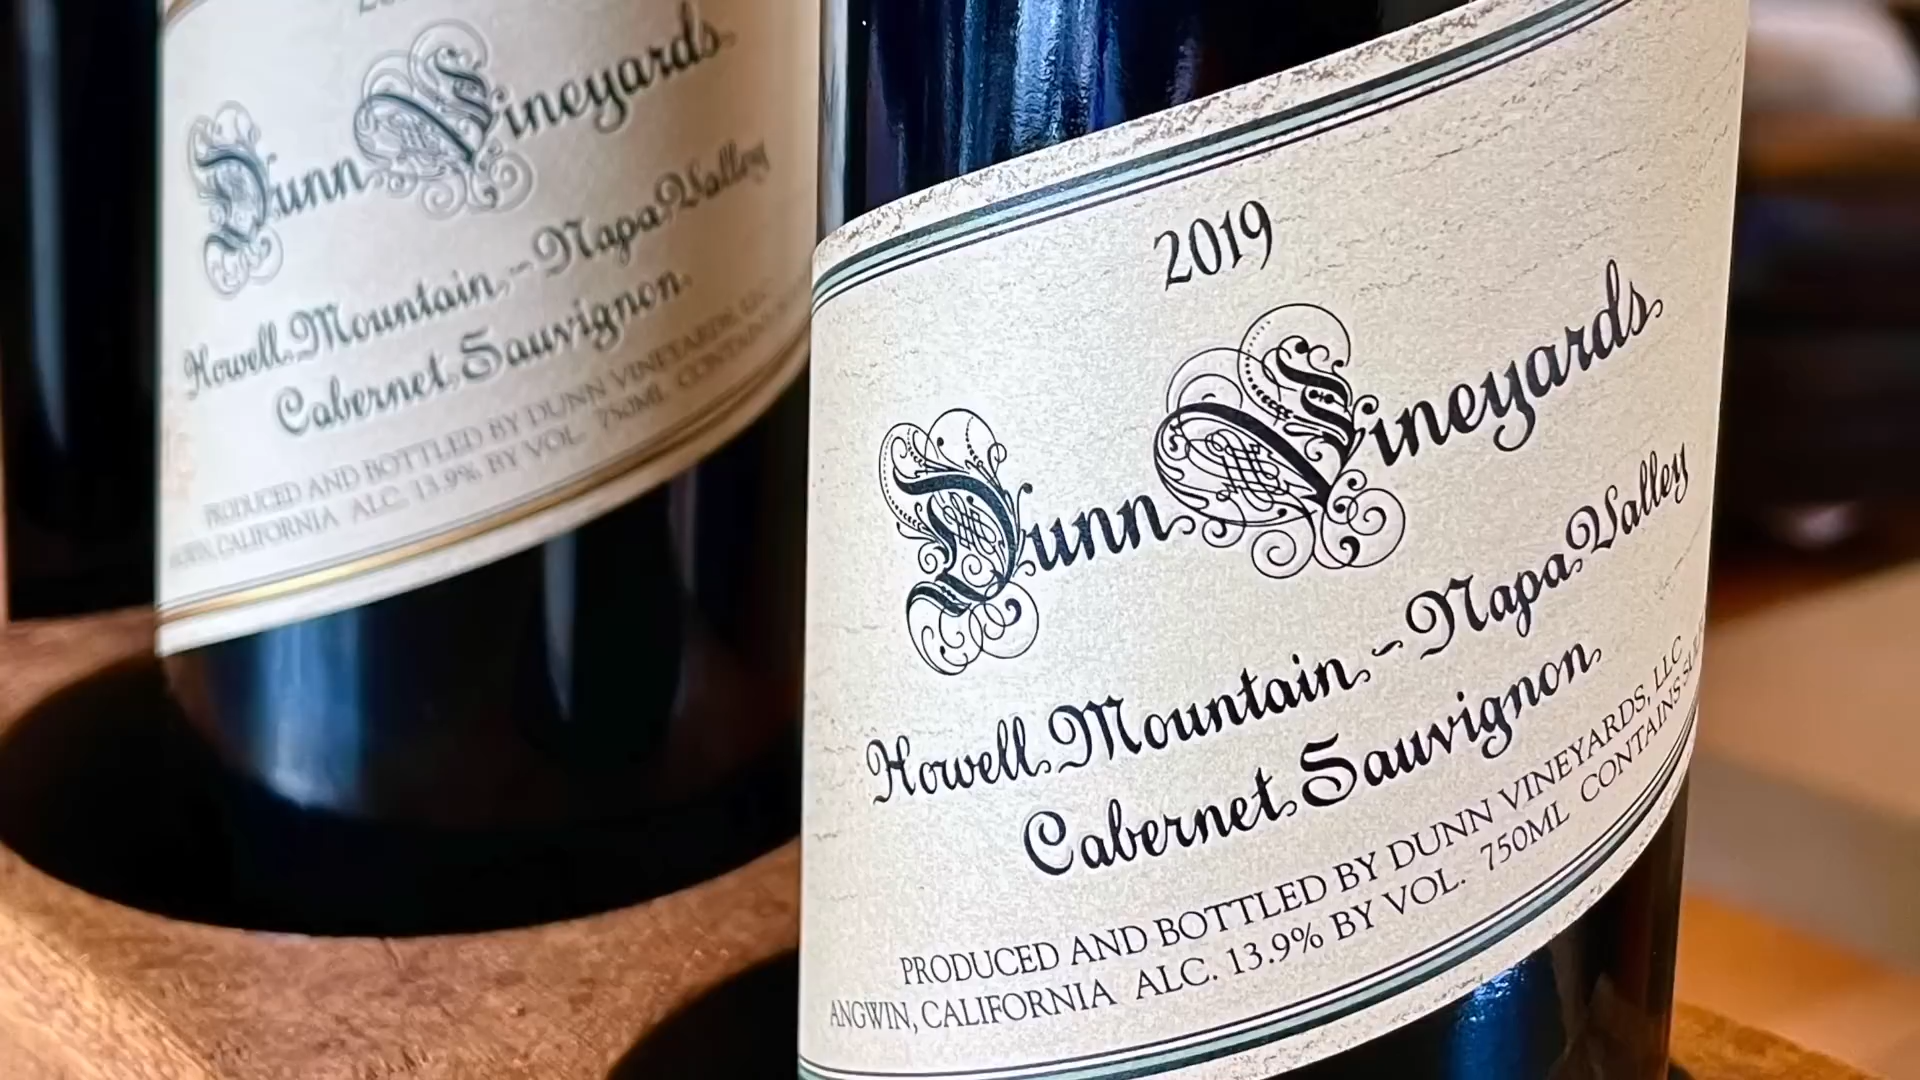 Dunn Vineyards
Howell Mountain - Napa Valley
Cabernet Sauvignon
PRODUCED AND BOTTLED BY DUNN VINEYARDS, LLC
CALIFORNIA ALC. 13.9% BY VOL. 750ML
2019
Dunn Vineyards
Howell Mountain - Napa Valley
Cabernet Sauvignon
PRODUCED AND BOTTLED BY DUNN VINEYARDS, LLC
ANGWIN, CALIFORNIA ALC. 13.9% BY VOL. 750ML CONTAINS